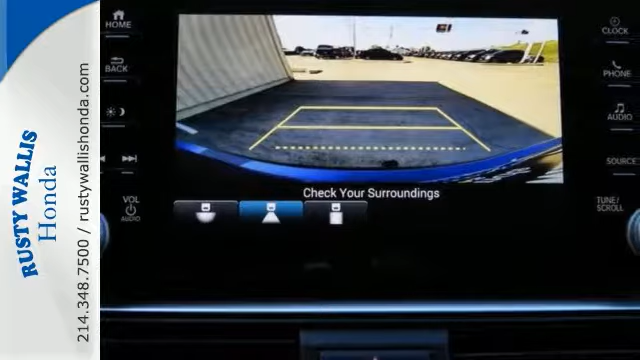 RUSTY WALLIS
Honda
214.348.7500 / rustywallishonda.com
HOME
BACK
VOL
AUDIO
Check Your Surroundings
CLOCK
PHONE
AUDIO
SOURCE
TUNE/
SCROLL